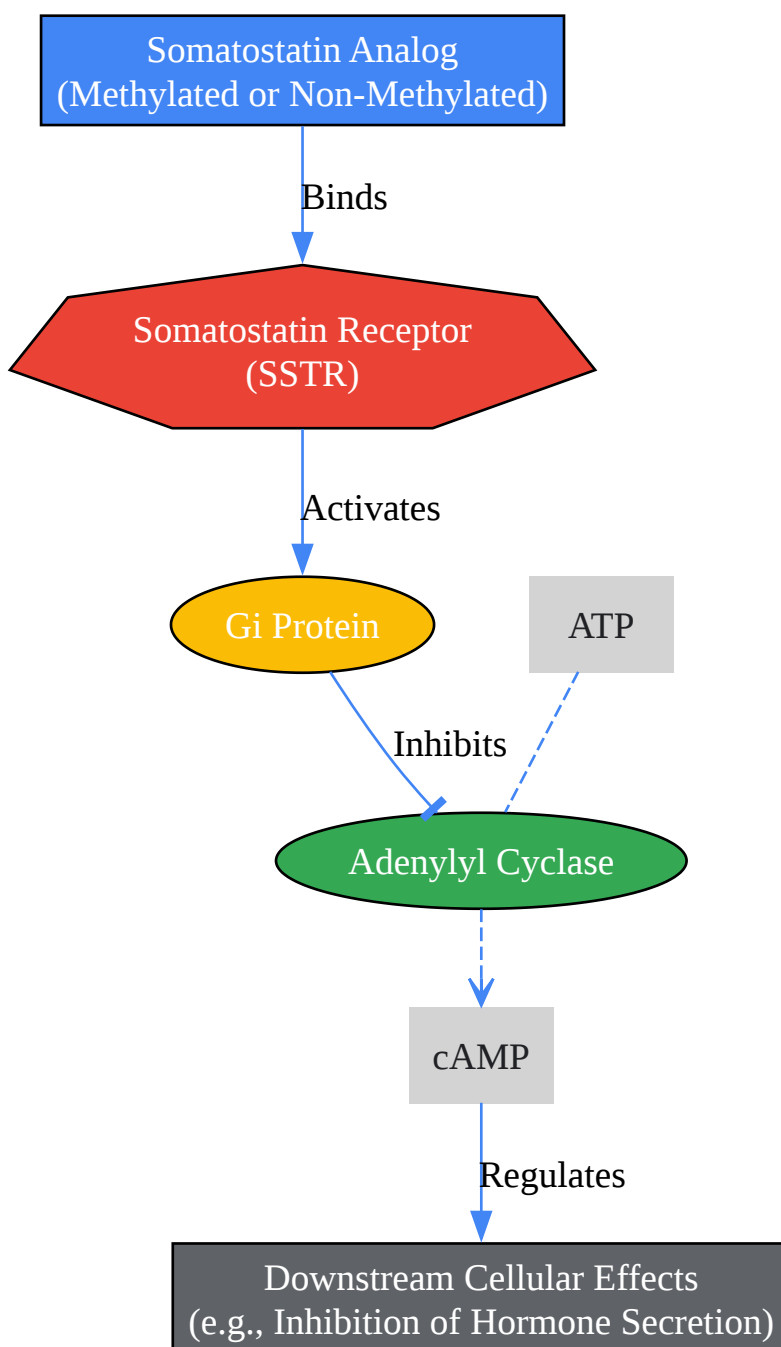 Somatostatin Analog
(Methylated or Non-Methylated)
Binds
Somatostatin Receptor
(SSTR)
Activates
Gi Protein
ATP
Inhibits
Adenylyl Cyclase
cAMP
Regulates
Downstream Cellular Effects
(e.g., Inhibition of Hormone Secretion)